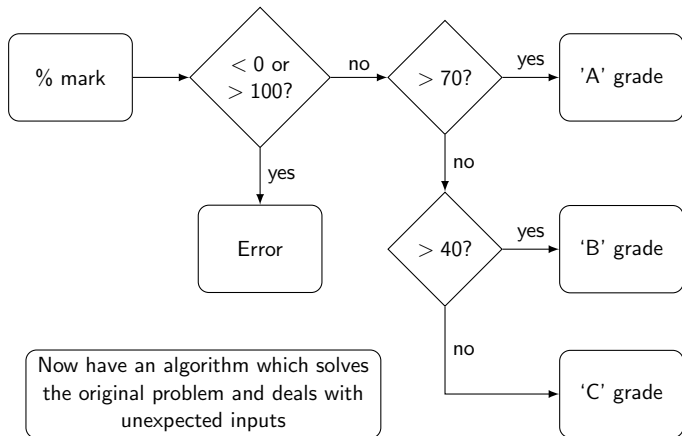 % mark
< 0 or
> 100?
no
> 70?
yes
'A' grade
yes
no
Error
> 40?
yes
‘B’ grade
no
‘C’ grade
Now have an algorithm which solves
the original problem and deals with
unexpected inputs